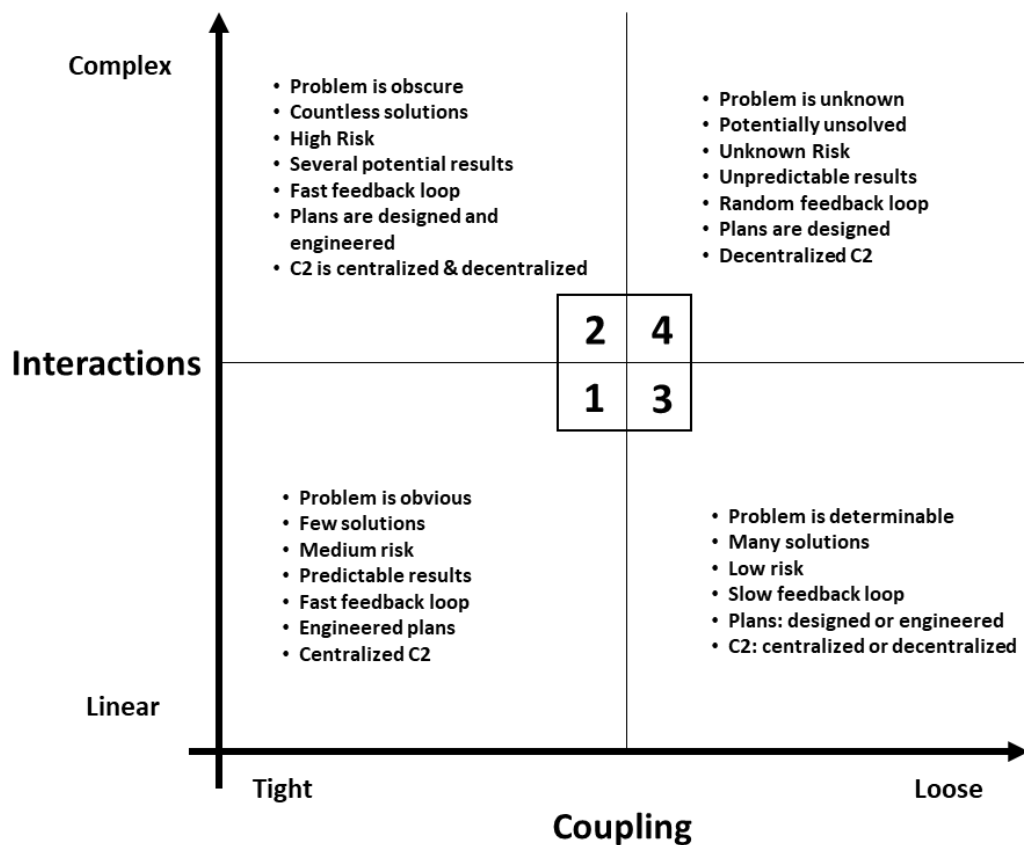 Complex
• Problem is obscure
• Countless solutions
• High Risk
• Several potential results
• Fast feedback loop
• Plans are designed and
engineered
• C2 is centralized & decentralized
• Problem is unknown
• Potentially unsolved
• Unknown Risk
• Unpredictable results
• Random feedback loop
• Plans are designed
• Decentralized C2
2 4
Interactions
1 3
• Problem is obvious
• Few solutions
• Medium risk
• Predictable results
• Fast feedback loop
• Engineered plans
• Centralized C2
• Problem is determinable
• Many solutions
• Low risk
• Slow feedback loop
• Plans: designed or engineered
• C2: centralized or decentralized
Linear
Tight
Loose
Coupling